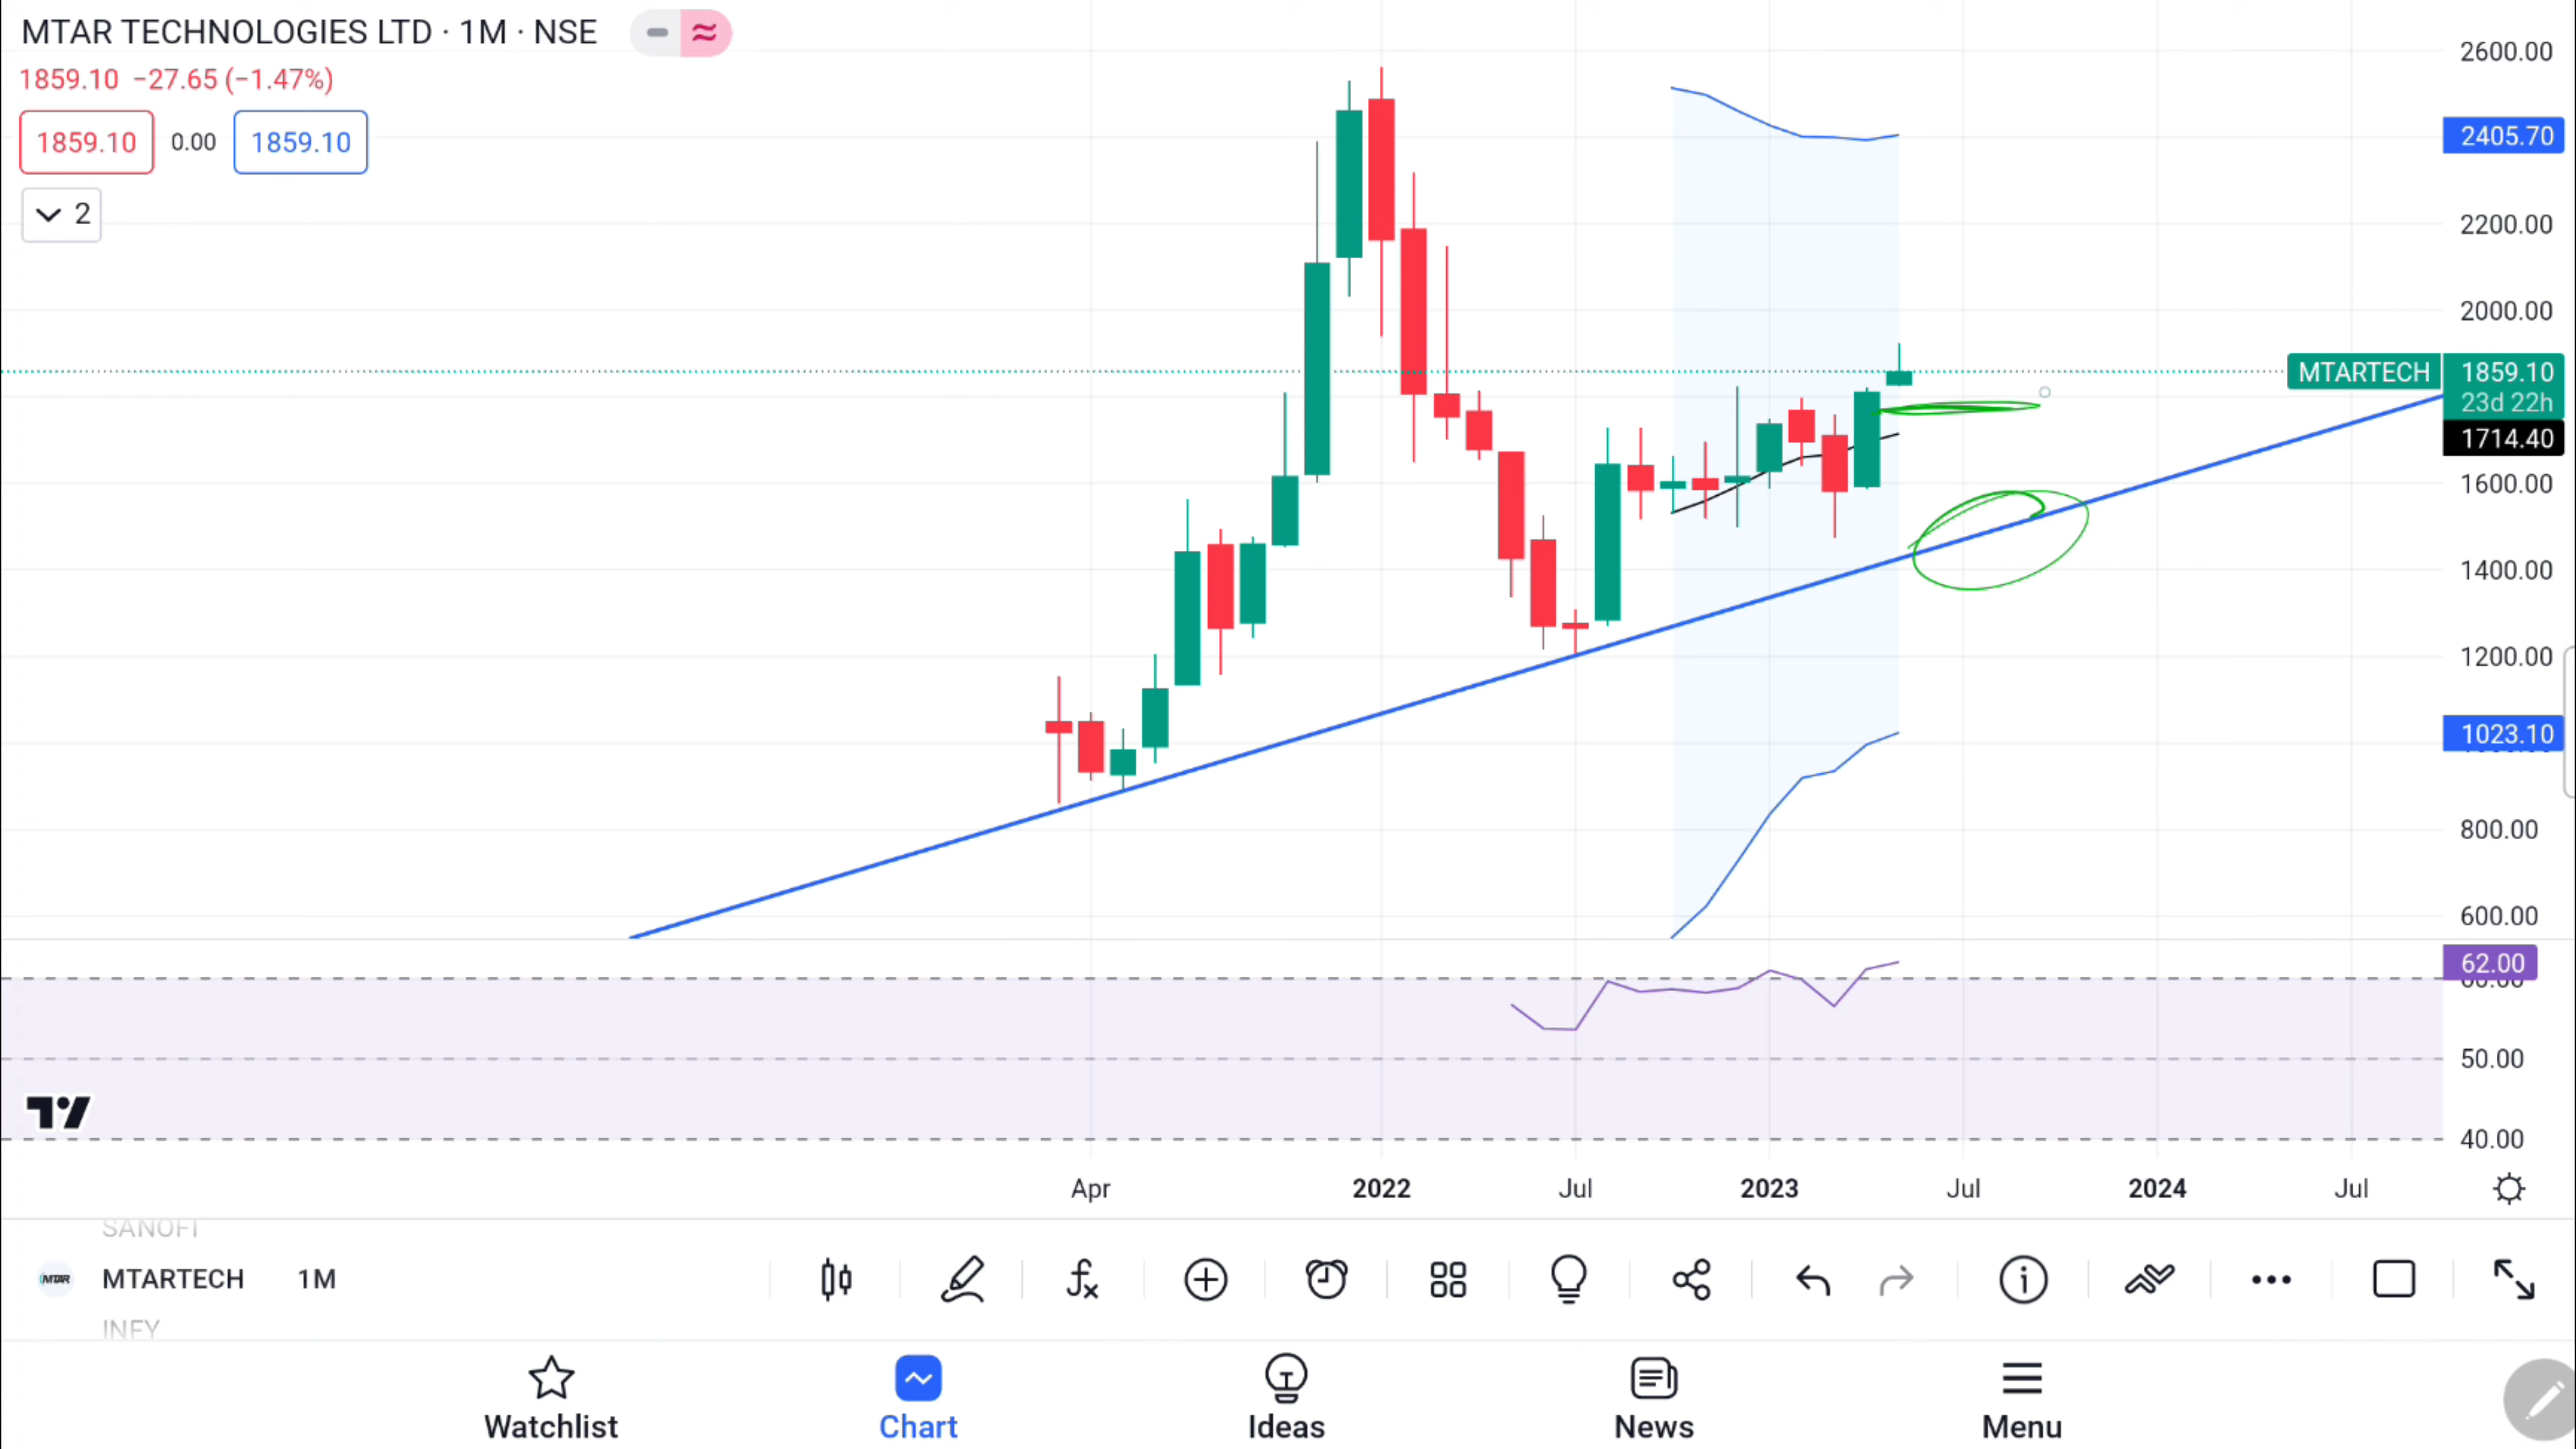 MTAR TECHNOLOGIES LTD · 1M · NSE
1859.10 −27.65 (−1.47%)
1859.10 0.00 1859.10
2
2600.00
2405.70
2200.00
2000.00
MTARTECH 1859.10
23d 22h
1714.40
1600.00
1400.00
1200.00
1023.10
800.00
600.00
62.00
50.00
40.00
Apr 2022 Jul 2023 Jul 2024 Jul
SANOFI
MTAR MTARTECH 1M
INFY
Watchlist Chart Ideas News Menu